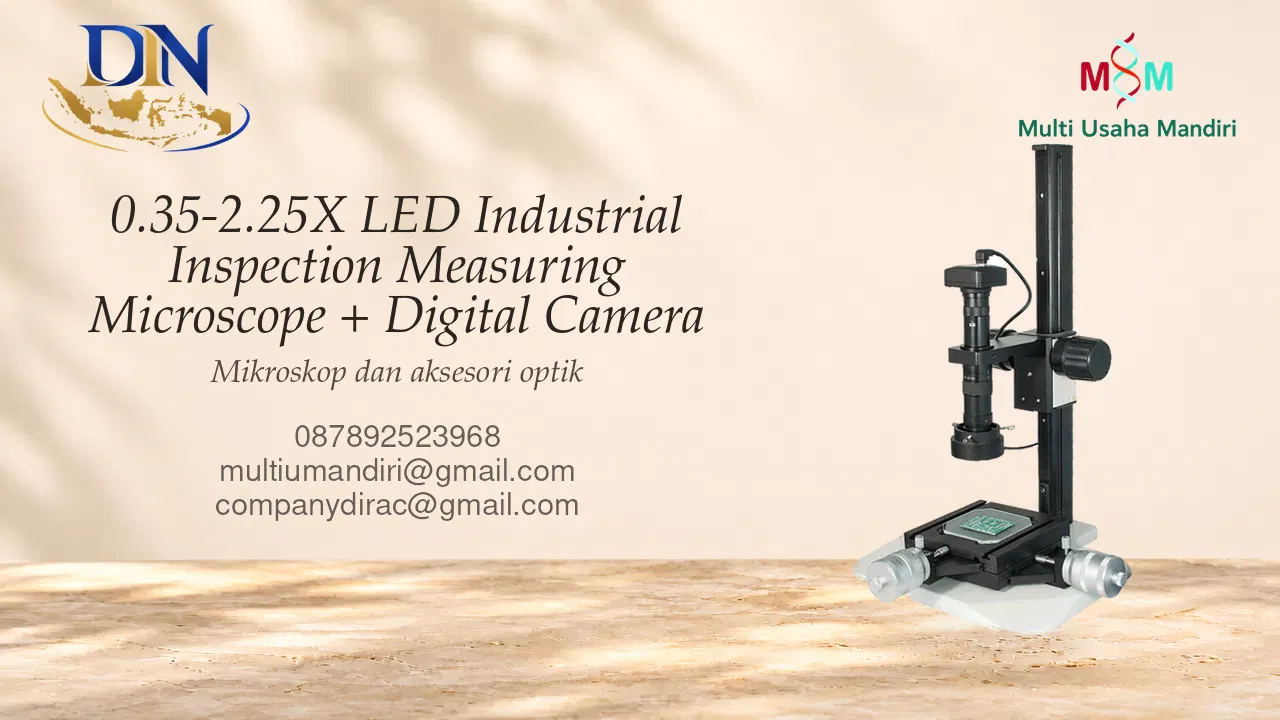 DIN
M M
Multi Usaha Mandiri
0.35-2.25X LED Industrial
Inspection Measuring
Microscope + Digital Camera
Mikroskop dan aksesori optik
087892523968
multiumandiri@gmail.com
companydirac@gmail.com